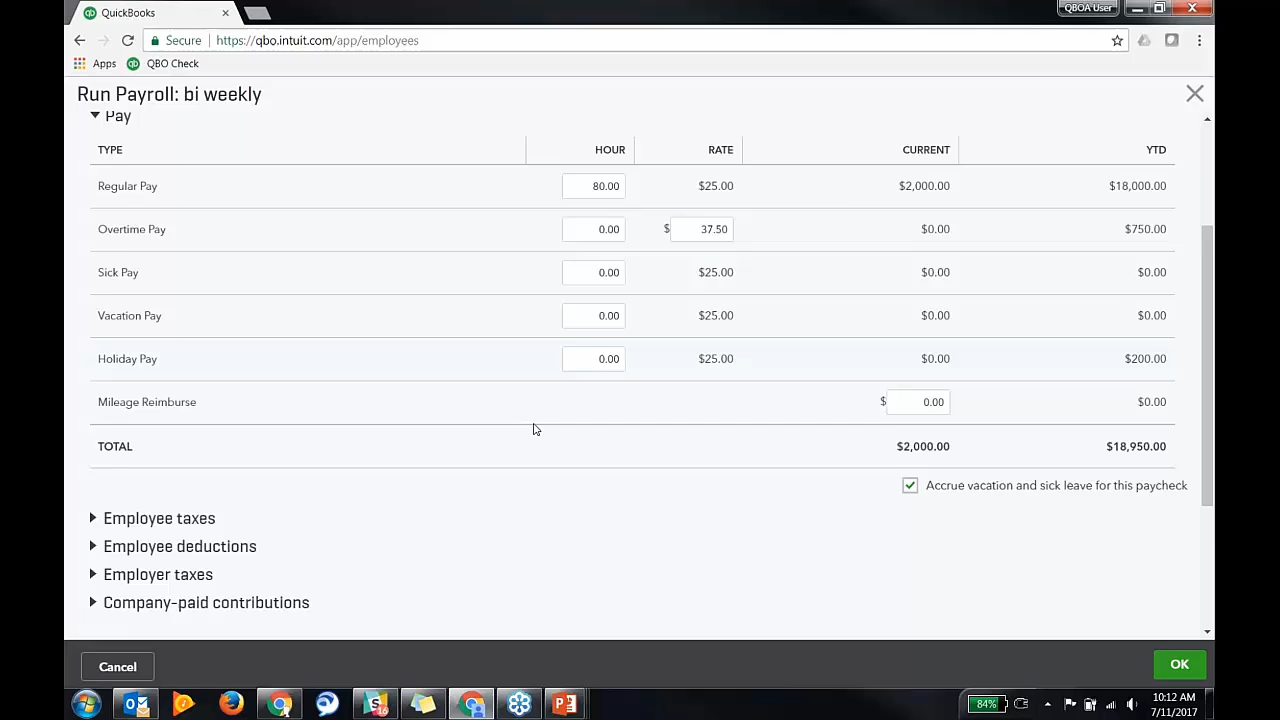 QuickBooks
QBOA User
Secure https://qbo.intuit.com/app/employees
Apps QBO Check
Run Payroll: bi weekly
Pay
TYPE HOUR RATE CURRENT YTD
Regular Pay 80.00 $25.00 $2,000.00 $18,000.00
Overtime Pay 0.00 $ 37.50 $0.00 $750.00
Sick Pay 0.00 $25.00 $0.00 $0.00
Vacation Pay 0.00 $25.00 $0.00 $0.00
Holiday Pay 0.00 $25.00 $0.00 $200.00
Mileage Reimburse $ 0.00 $0.00
TOTAL $2,000.00 $18,950.00
Accrue vacation and sick leave for this paycheck
Employee taxes
Employee deductions
Employer taxes
Company-paid contributions
Cancel OK
84% 10:12 AM
7/11/2017